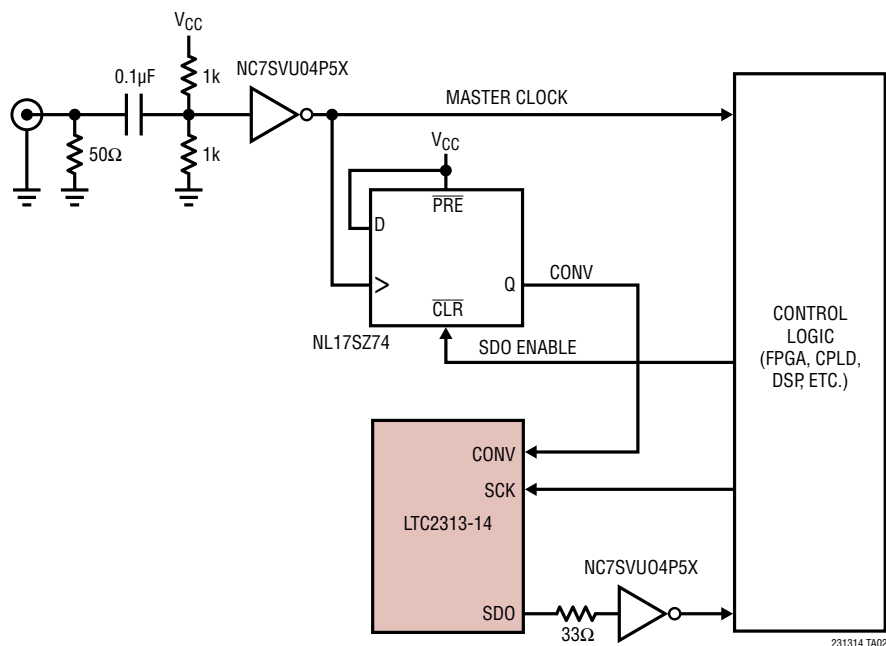 VCC
0.1µF
1k
NC7SVU04P5X
MASTER CLOCK
50Ω
1k
VCC
PRE
D
>
Q
CONV
CLR
NL17SZ74
SDO ENABLE
CONTROL
LOGIC
(FPGA, CPLD,
DSP, ETC.)
CONV
SCK
LTC2313-14
NC7SVUO4P5X
SDO
33Ω
231314 TA02